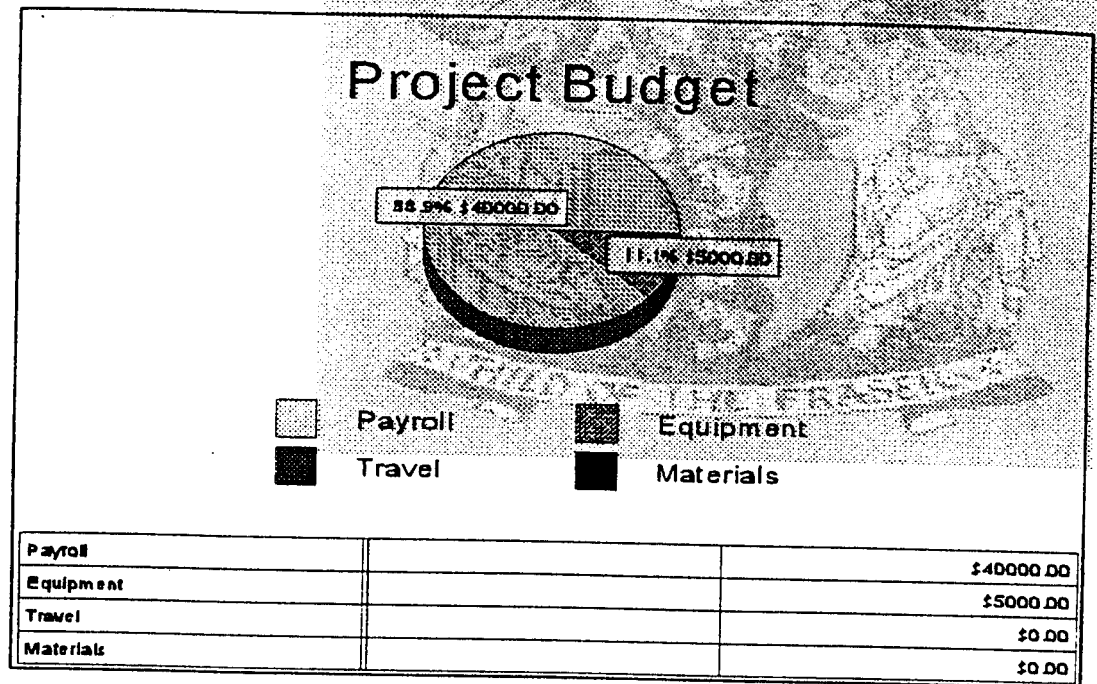 Project Budget
88.9% $40000.00
11.1% $5000.00
Payroll Equipment
Travel Materials
Payroll $40000.00
Equipment $5000.00
Travel $0.00
Materials $0.00